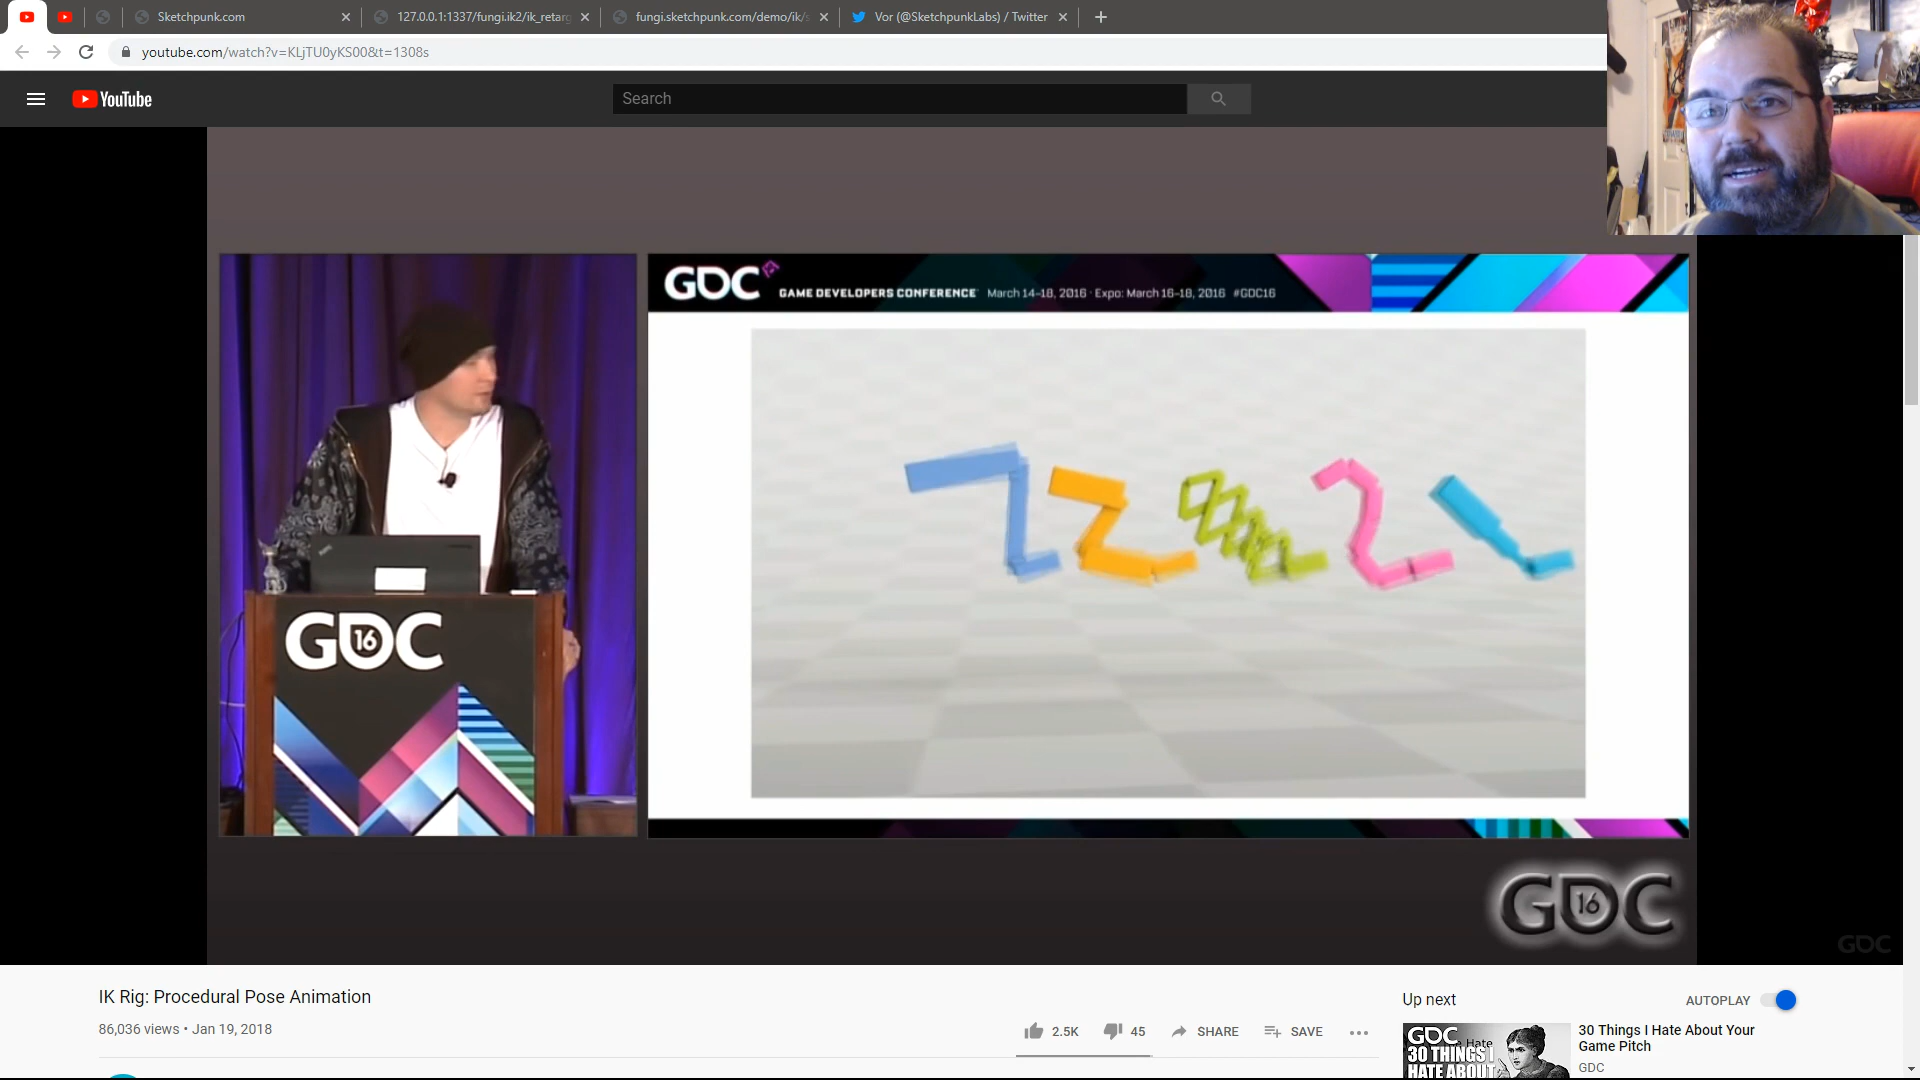 Sketchpunk.com
127.0.0.1:1337/fungi.ik2/ik_retarg
fungi.sketchpunk.com/demo/ik/s
Vor (@SketchpunkLabs) / Twitter
youtube.com/watch?v=KLjTU0yKS00&t=1308s
YouTube
Search
GDC
GAME DEVELOPERS CONFERENCE March 14-18, 2016 · Expo: March 16-18, 2016 #GDC16
GDC
16
GDC
16
GDC
IK Rig: Procedural Pose Animation
86,036 views • Jan 19, 2018
2.5K
45
SHARE
SAVE
Up next
AUTOPLAY
GDC
e Hate
30 THINGS I
HATE ABOUT
30 Things I Hate About Your
Game Pitch
GDC